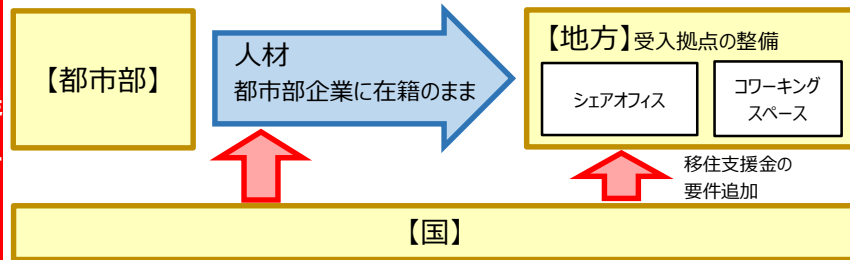 【都市部】
人材
都市部企業に在籍のまま
【地方】受入拠点の整備
シェアオフィス
コワーキング
スペース
移住支援金の
要件追加
【国】